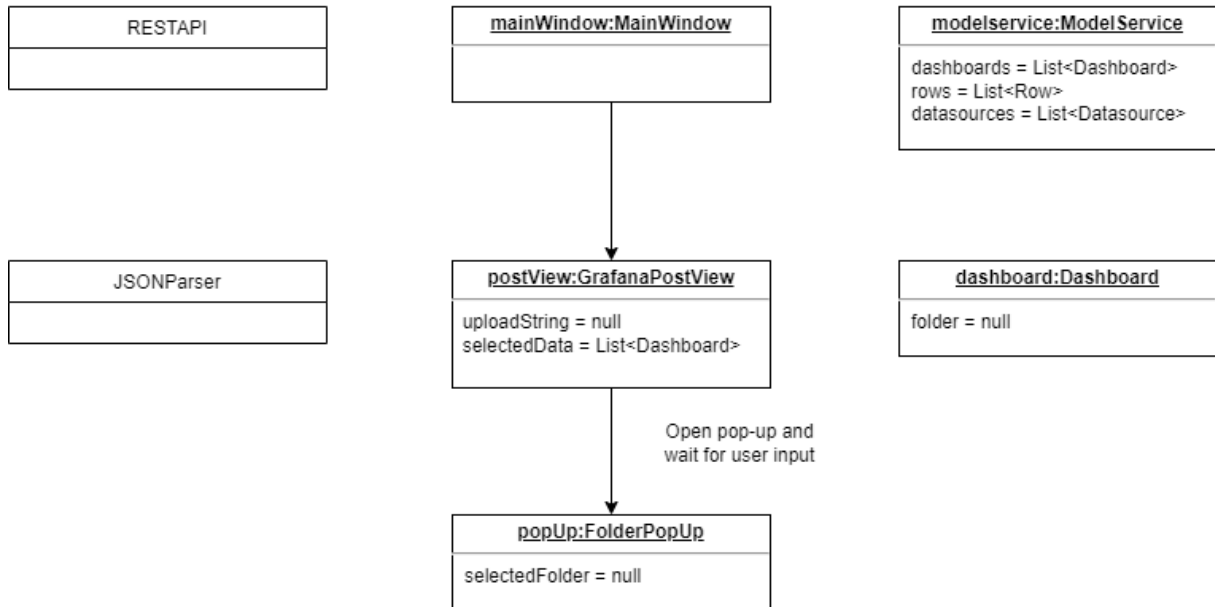 RESTAPI
mainWindow:MainWindow
modelservice:ModelService
dashboards = List<Dashboard>
rows = List<Row>
datasources = List<Datasource>
JSONParser
postView:GrafanaPostView
uploadString = null
selectedData = List<Dashboard>
dashboard:Dashboard
folder = null
Open pop-up and
wait for user input
popUp:FolderPopUp
selectedFolder = null